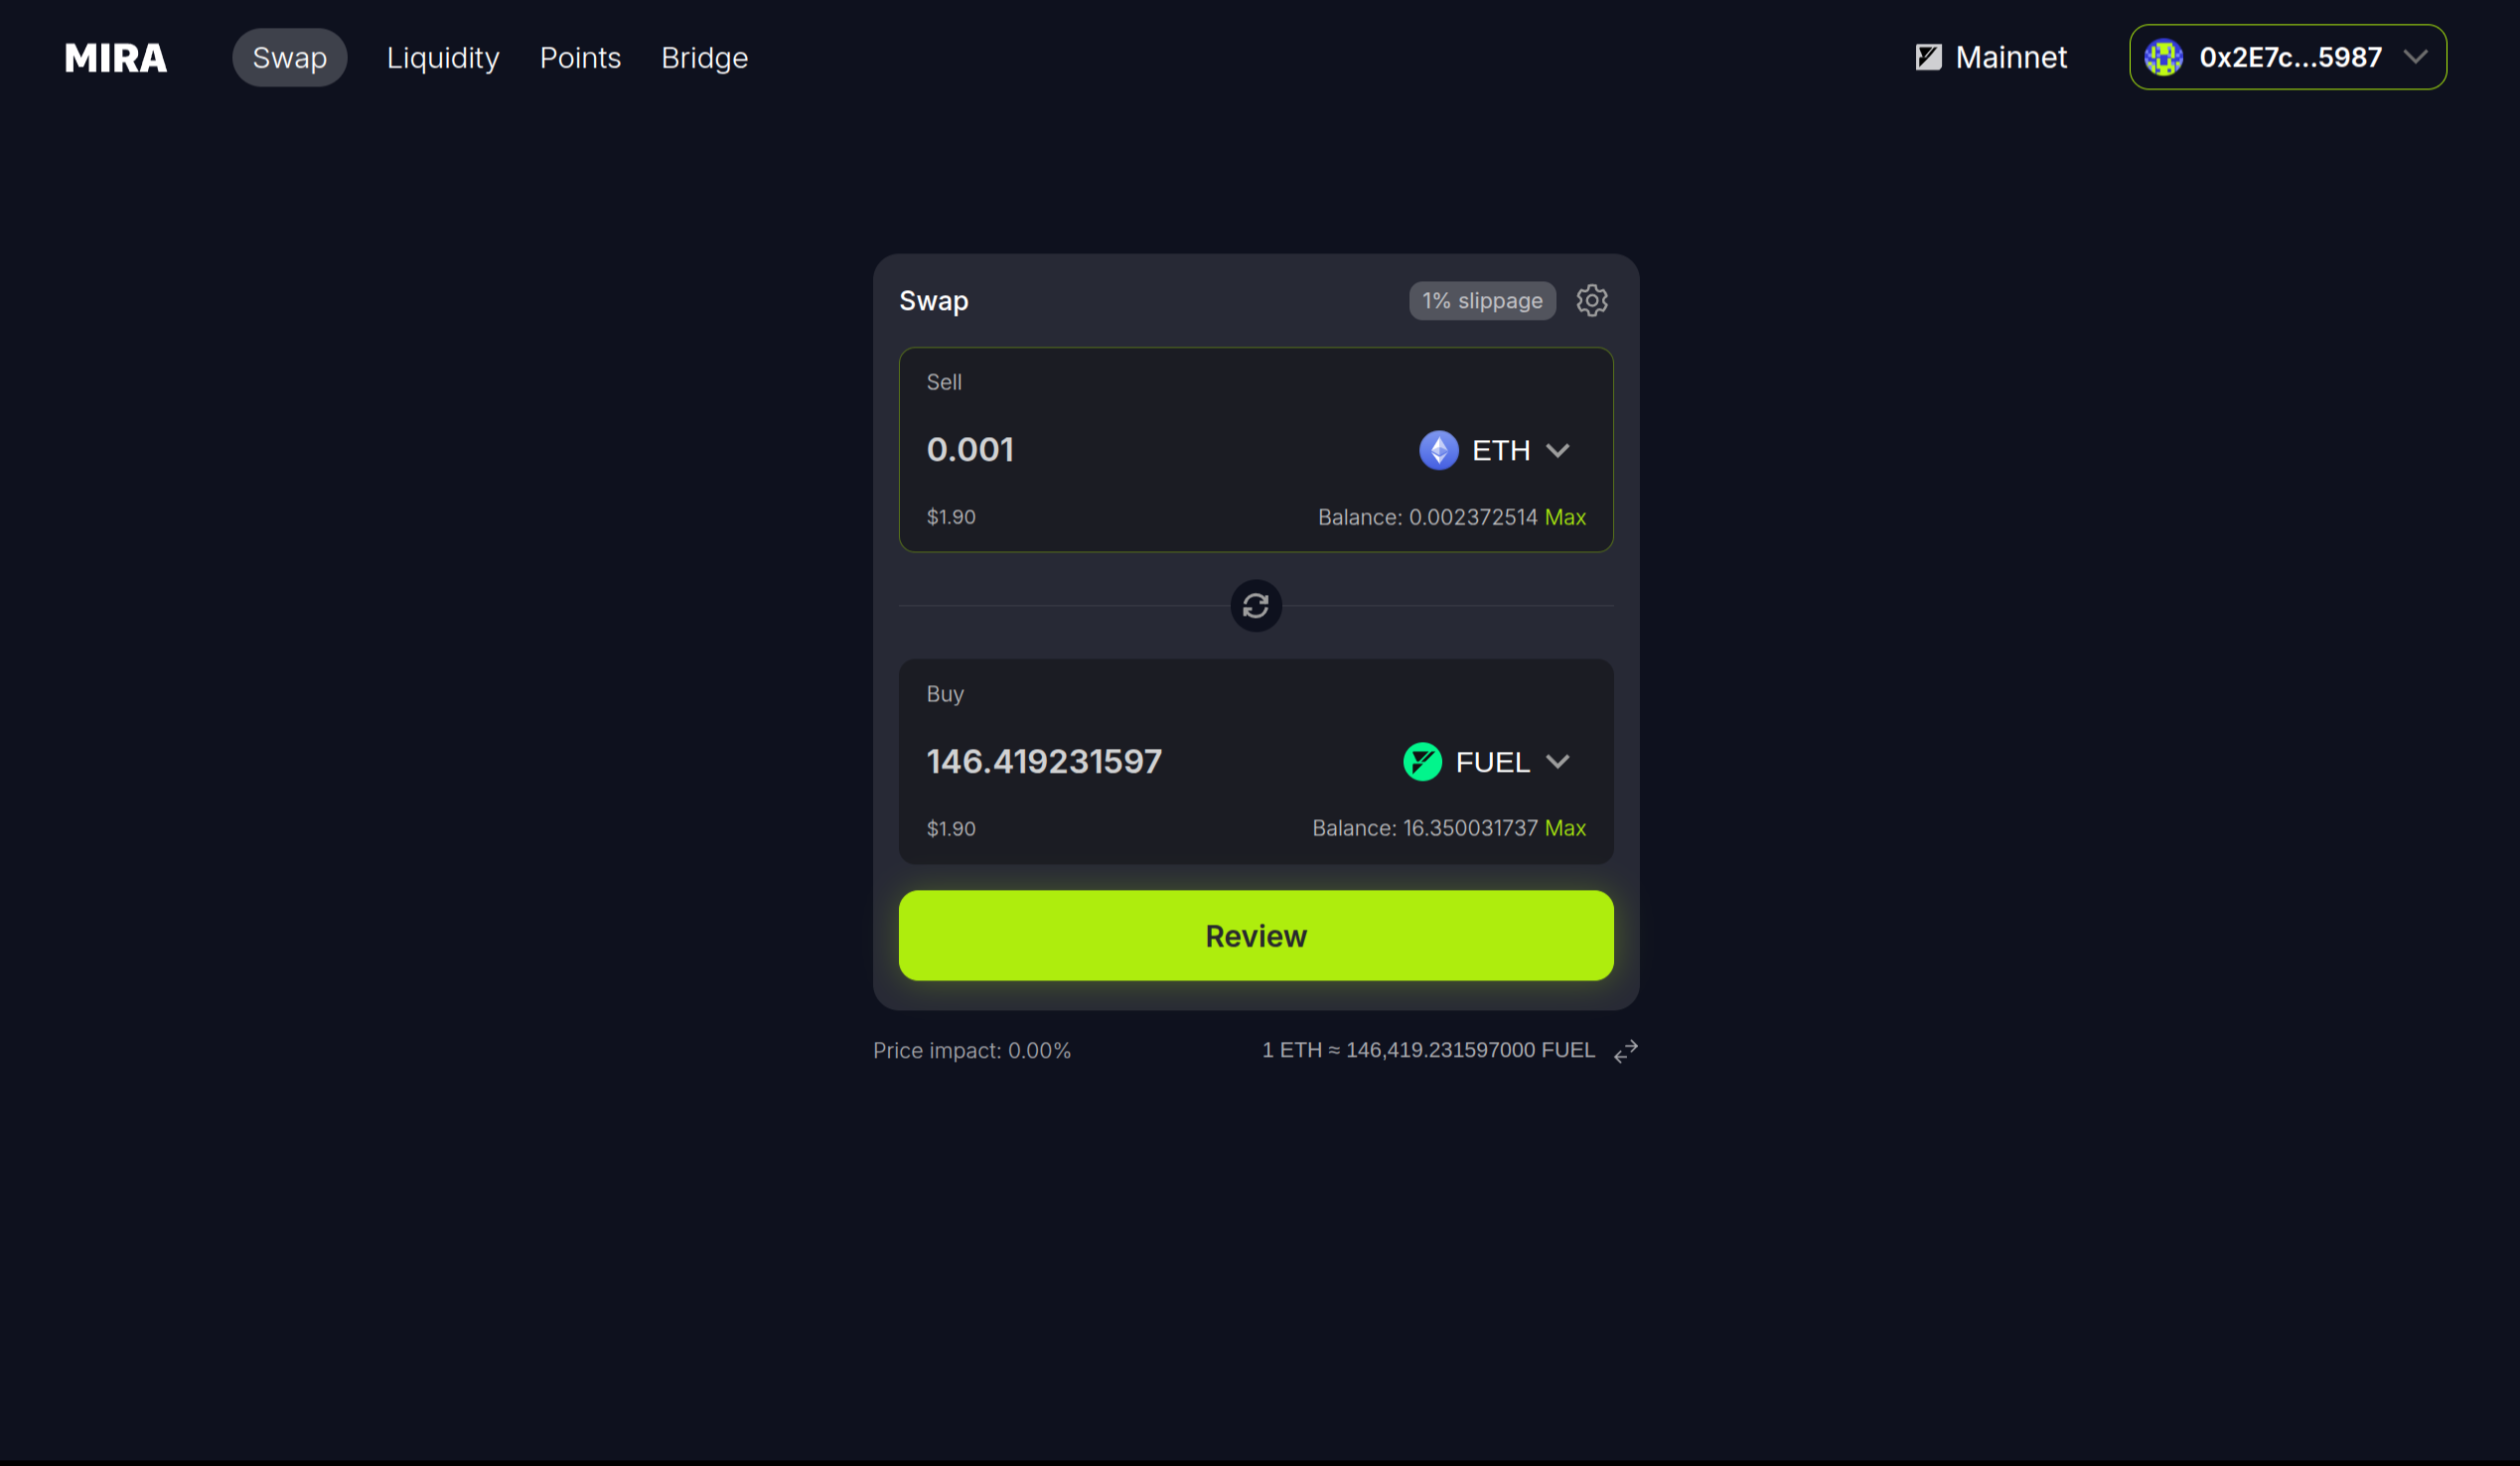 MIRA Swap Liquidity Points Bridge Mainnet 0x2E7c...5987
Swap 1% slippage
Sell
0.001 ETH
$1.90 Balance: 0.002372514 Max
Buy
146.419231597 FUEL
$1.90 Balance: 16.350031737 Max
Review
Price impact: 0.00% 1 ETH ≈ 146,419.231597000 FUEL